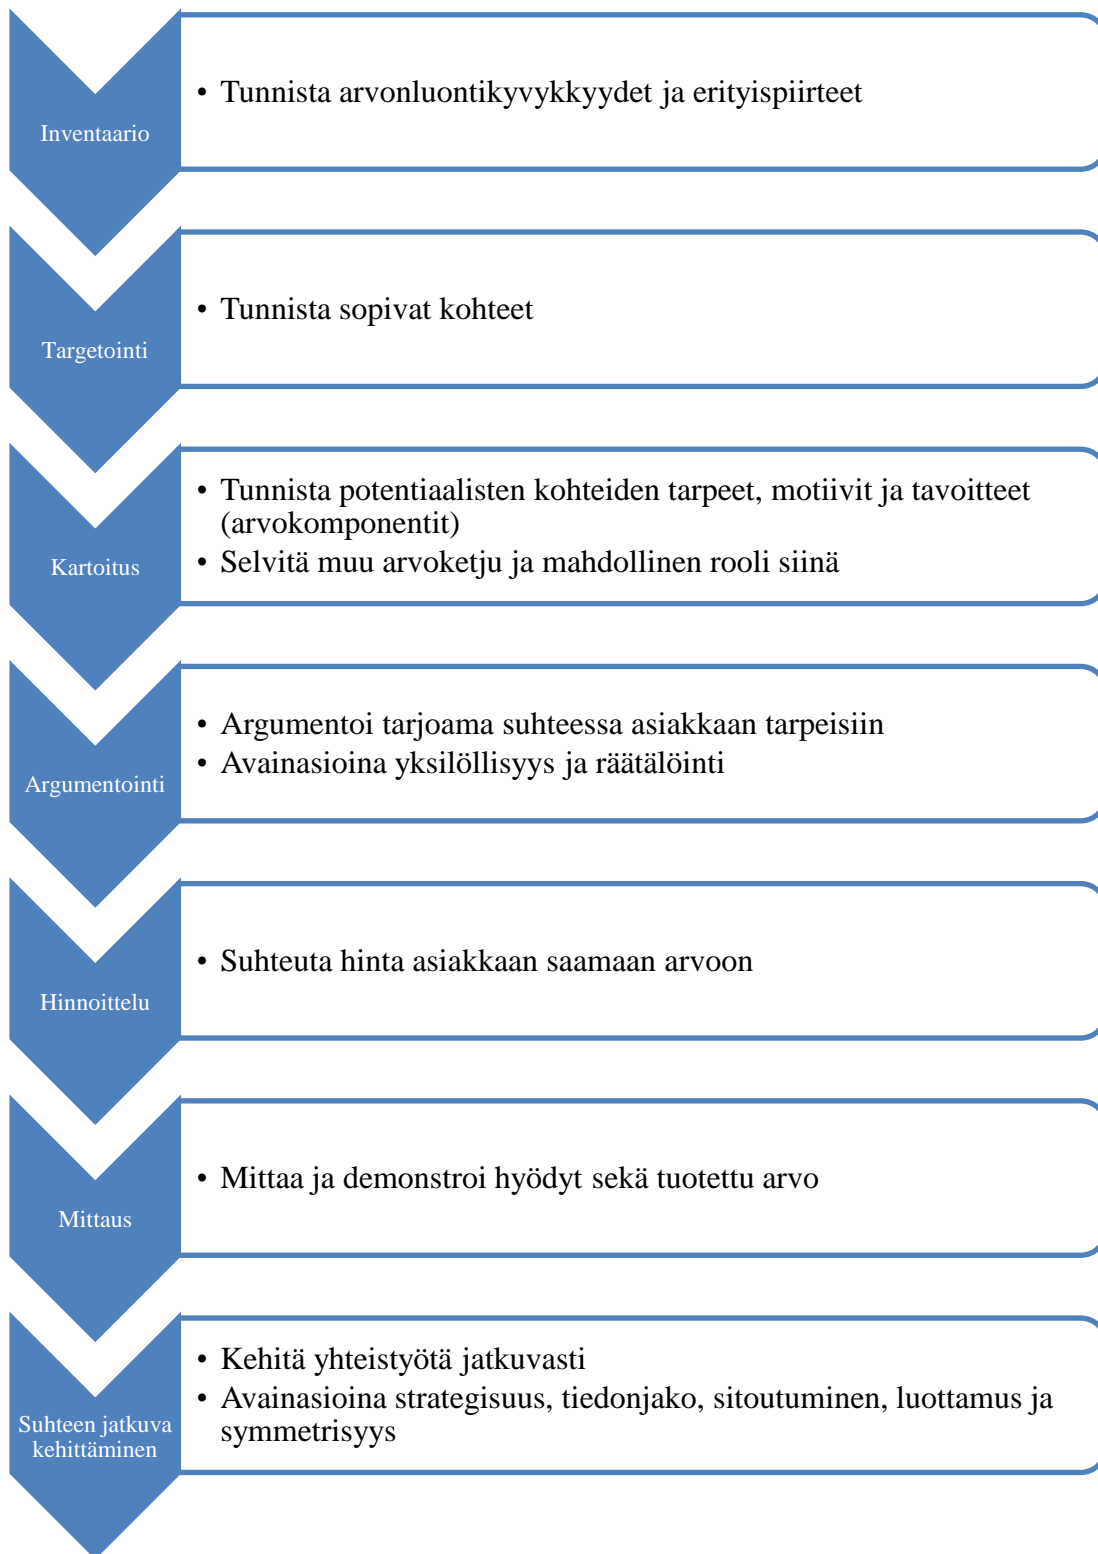 Inventaario
• Tunnista arvonluontikyvykkyydet ja erityispiirteet
Targetointi
• Tunnista sopivat kohteet
Kartoitus
• Tunnista potentiaalisten kohteiden tarpeet, motiivit ja tavoitteet
(arvokomponentit)
• Selvitä muu arvoketju ja mahdollinen rooli siinä
Argumentointi
• Argumentoi tarjoama suhteessa asiakkaan tarpeisiin
• Avainasioina yksilöllisyys ja räätälöinti
Hinnoittelu
• Suhteuta hinta asiakkaan saamaan arvoon
Mittaus
• Mittaa ja demonstroi hyödyt sekä tuotettu arvo
Suhteen jatkuva
kehittäminen
• Kehitä yhteistyötä jatkuvasti
• Avainasioina strategisuus, tiedonjako, sitoutuminen, luottamus ja
symmetrisyys